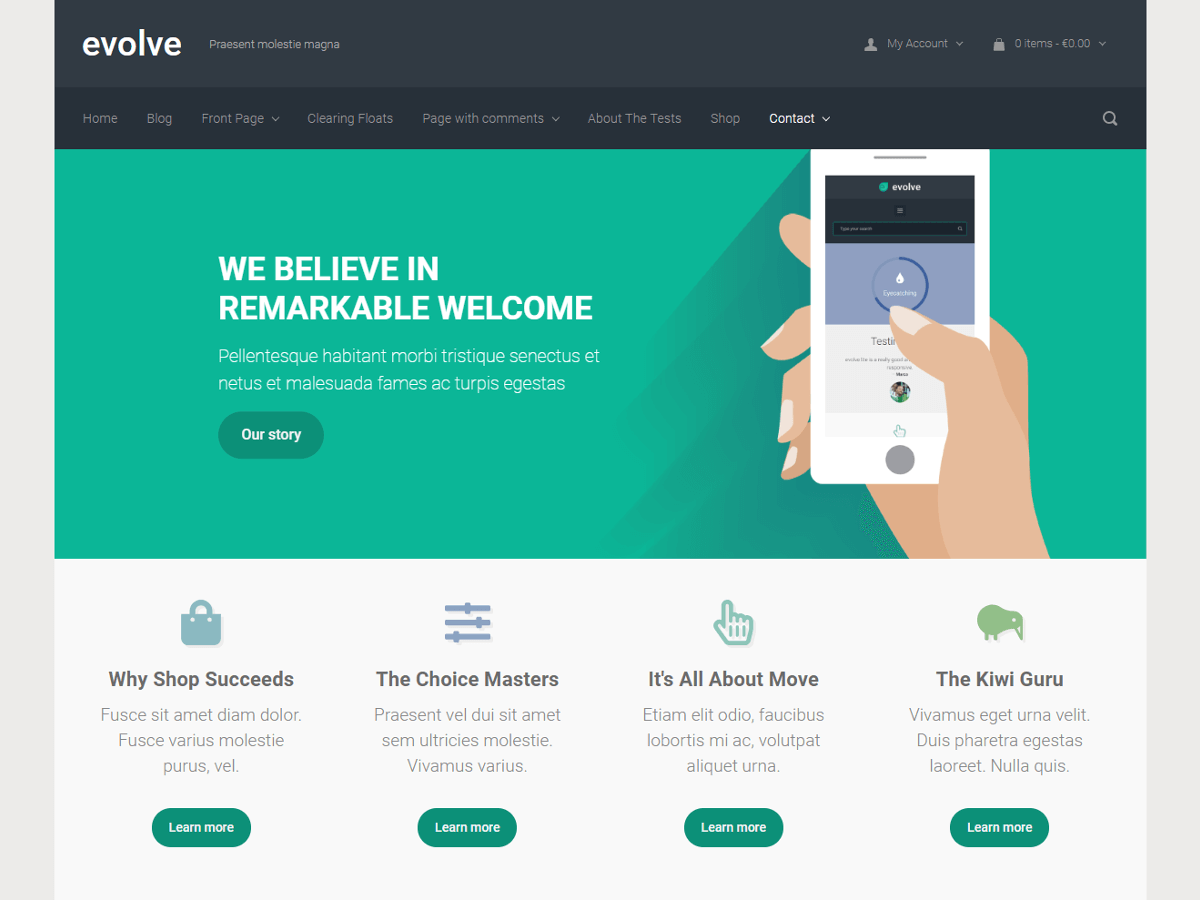 evolve
Praesent molestie magna
My Account
0 items - €0.00
Home
Blog
Front Page
Clearing Floats
Page with comments
About The Tests
Shop
Contact
evolve
Type your search
Eyecatching
WE BELIEVE IN
REMARKABLE WELCOME
Pellentesque habitant morbi tristique senectus et
netus et malesuada fames ac turpis egestas
Our story
Why Shop Succeeds
Fusce sit amet diam dolor.
Fusce varius molestie
purus, vel.
Learn more
The Choice Masters
Praesent vel dui sit amet
sem ultricies molestie.
Vivamus varius.
Learn more
It's All About Move
Etiam elit odio, faucibus
lobortis mi ac, volutpat
aliquet urna.
Learn more
The Kiwi Guru
Vivamus eget urna velit.
Duis pharetra egestas
laoreet. Nulla quis.
Learn more